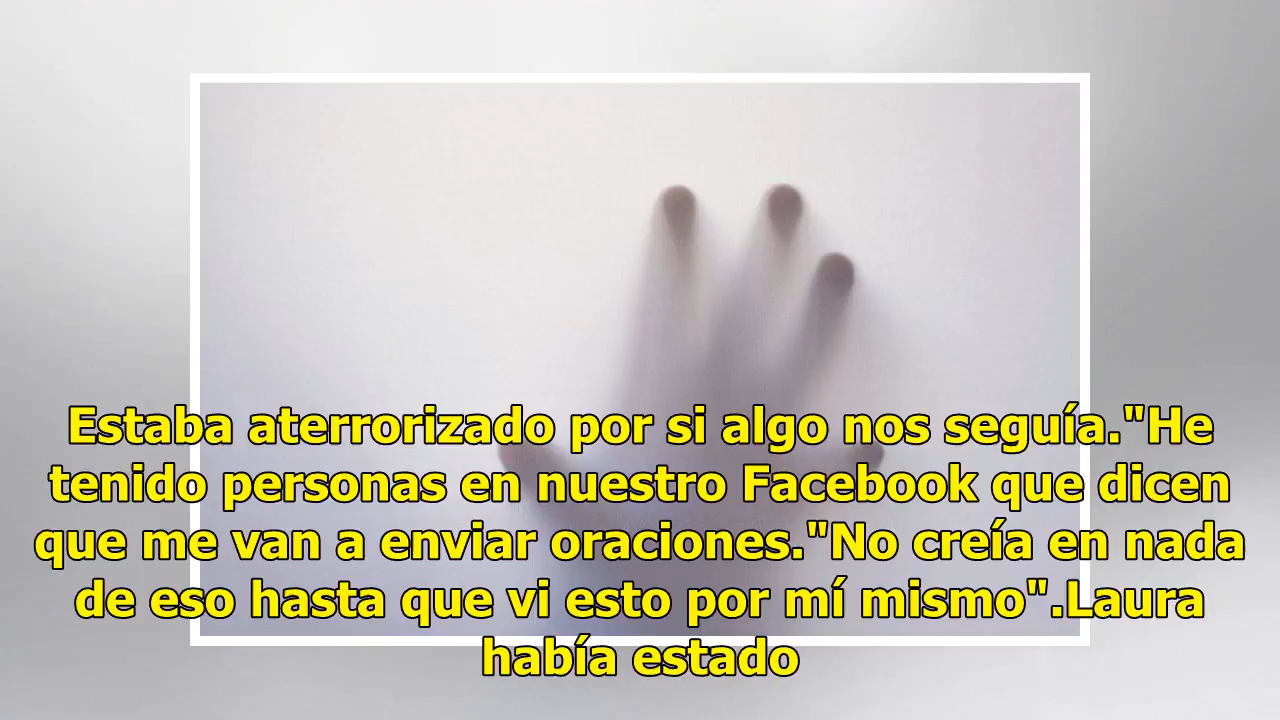 Estaba aterrorizado por si algo nos seguía."He
tenido personas en nuestro Facebook que dicen
que me van a enviar oraciones."No creía en nada
de eso hasta que vi esto por mí mismo".Laura
había estado